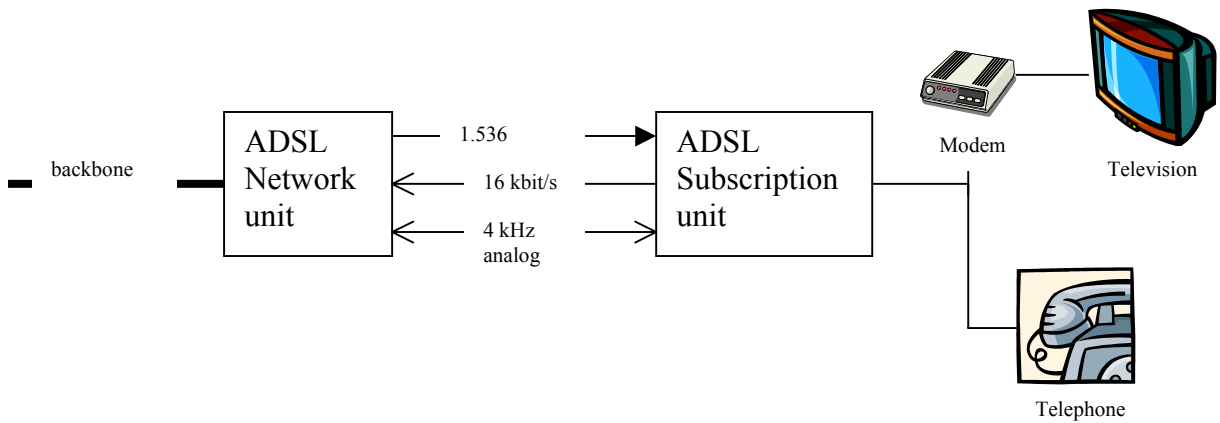 backbone
ADSL
Network
unit
1.536
16 kbit/s
4 kHz
analog
ADSL
Subscription
unit
Modem
Television
Telephone